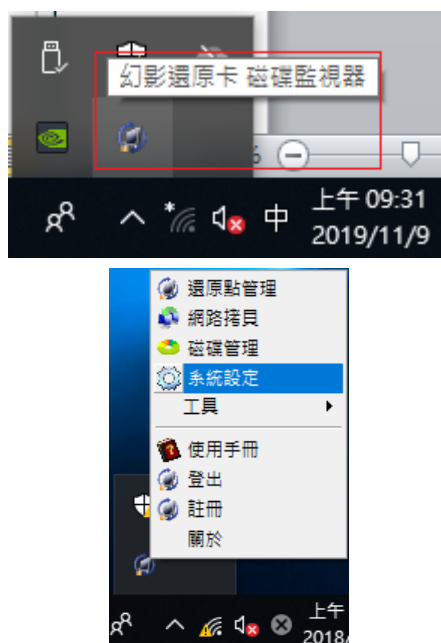 幻影還原卡 磁碟監視器
%
中
上午 09:31
2019/11/9
還原點管理
網路拷貝
磁碟管理
系統設定
工具
使用手冊
登出
註冊
關於
上午
2018/